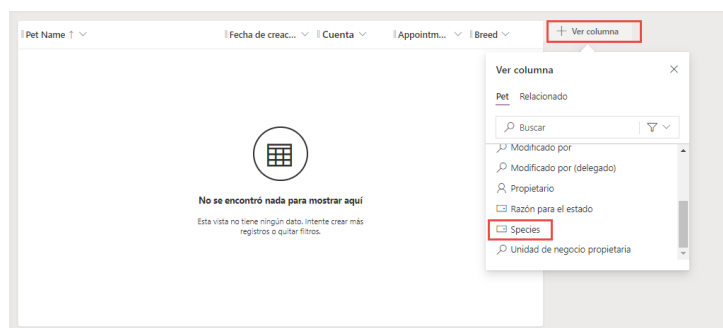 Pet Name ↑
Fecha de creac...
Cuenta
Appointm...
Breed
+ Ver columna
Ver columna
Pet Relacionado
Buscar
Modificado por
Modificado por (delegado)
Propietario
Razón para el estado
Species
Unidad de negocio propietaria
No se encontró nada para mostrar aquí
Esta vista no tiene ningún dato. Intente crear más
registros o quitar filtros.